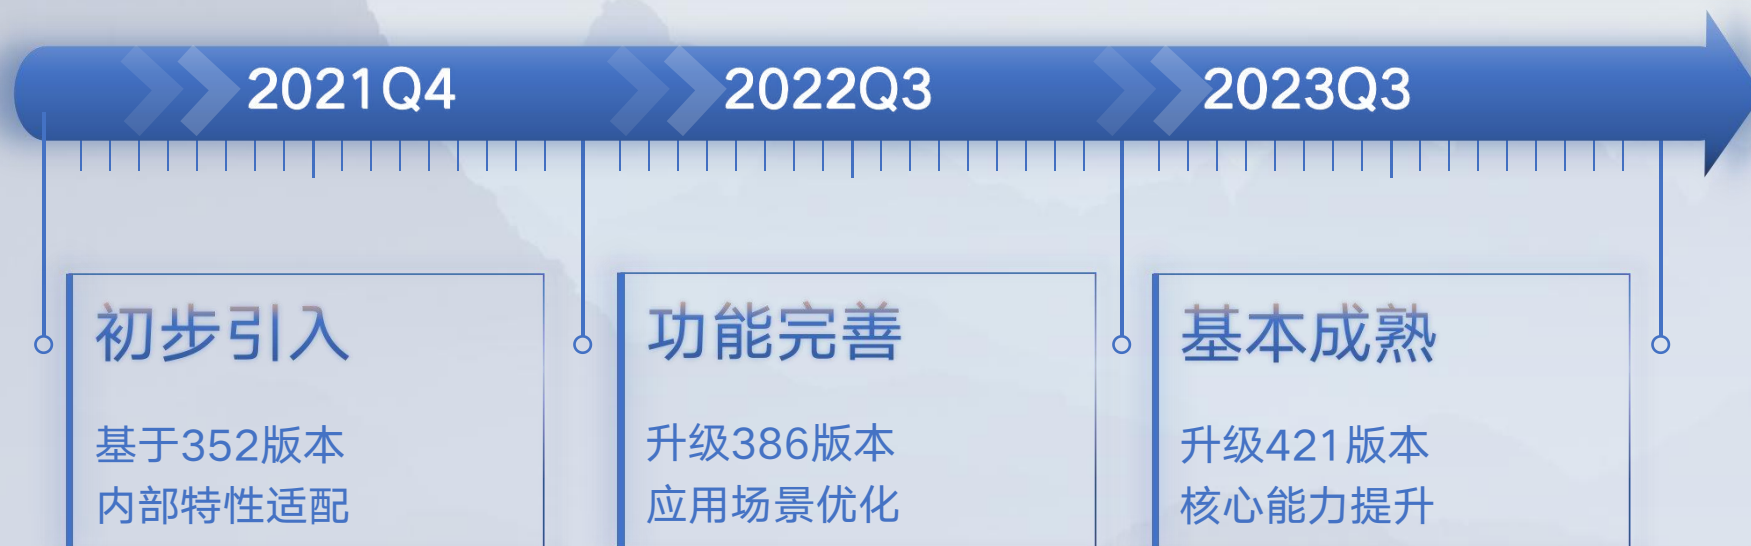 2021Q4 2022Q3 2023Q3
初步引入
基于352版本
内部特性适配
功能完善
升级386版本
应用场景优化
基本成熟
升级421版本
核心能力提升